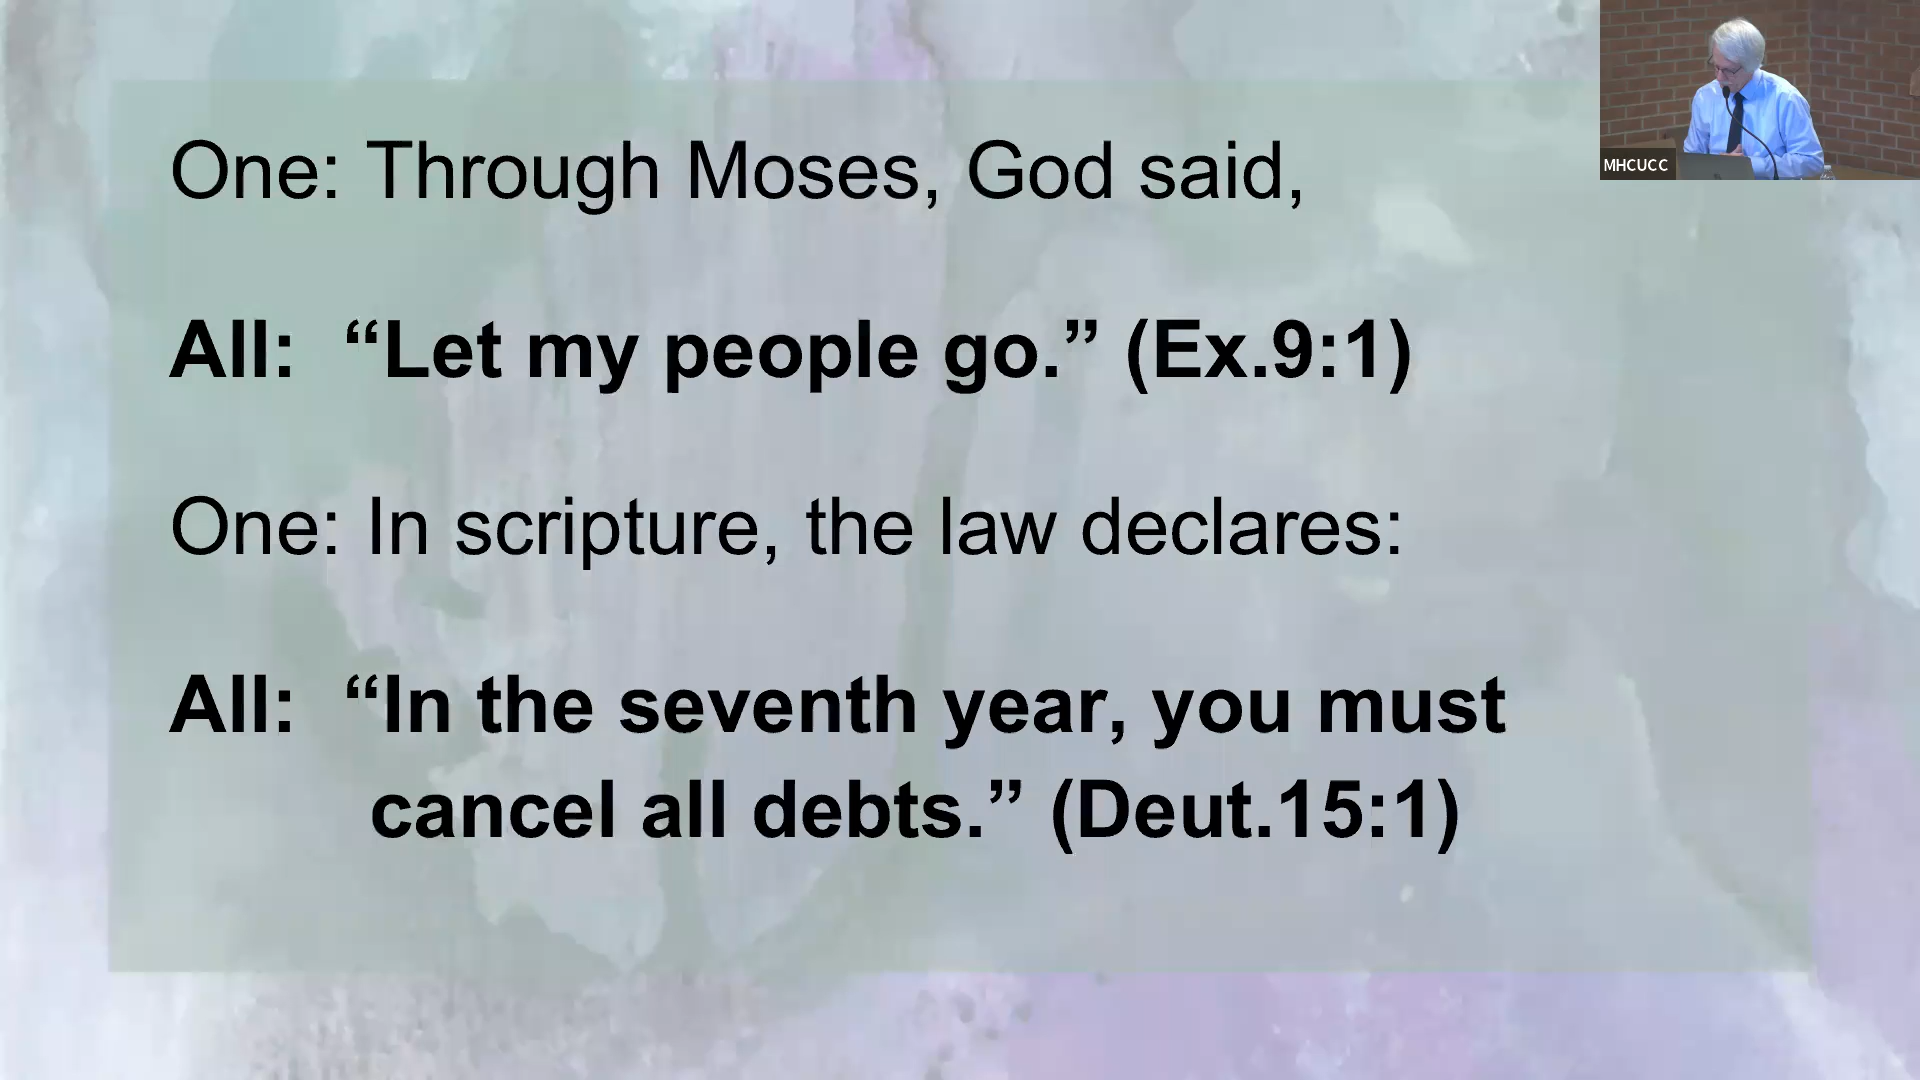 One: Through Moses, God said,
All: “Let my people go.” (Ex.9:1)
One: In scripture, the law declares:
All: “In the seventh year, you must
cancel all debts.” (Deut.15:1)
MHCUCC